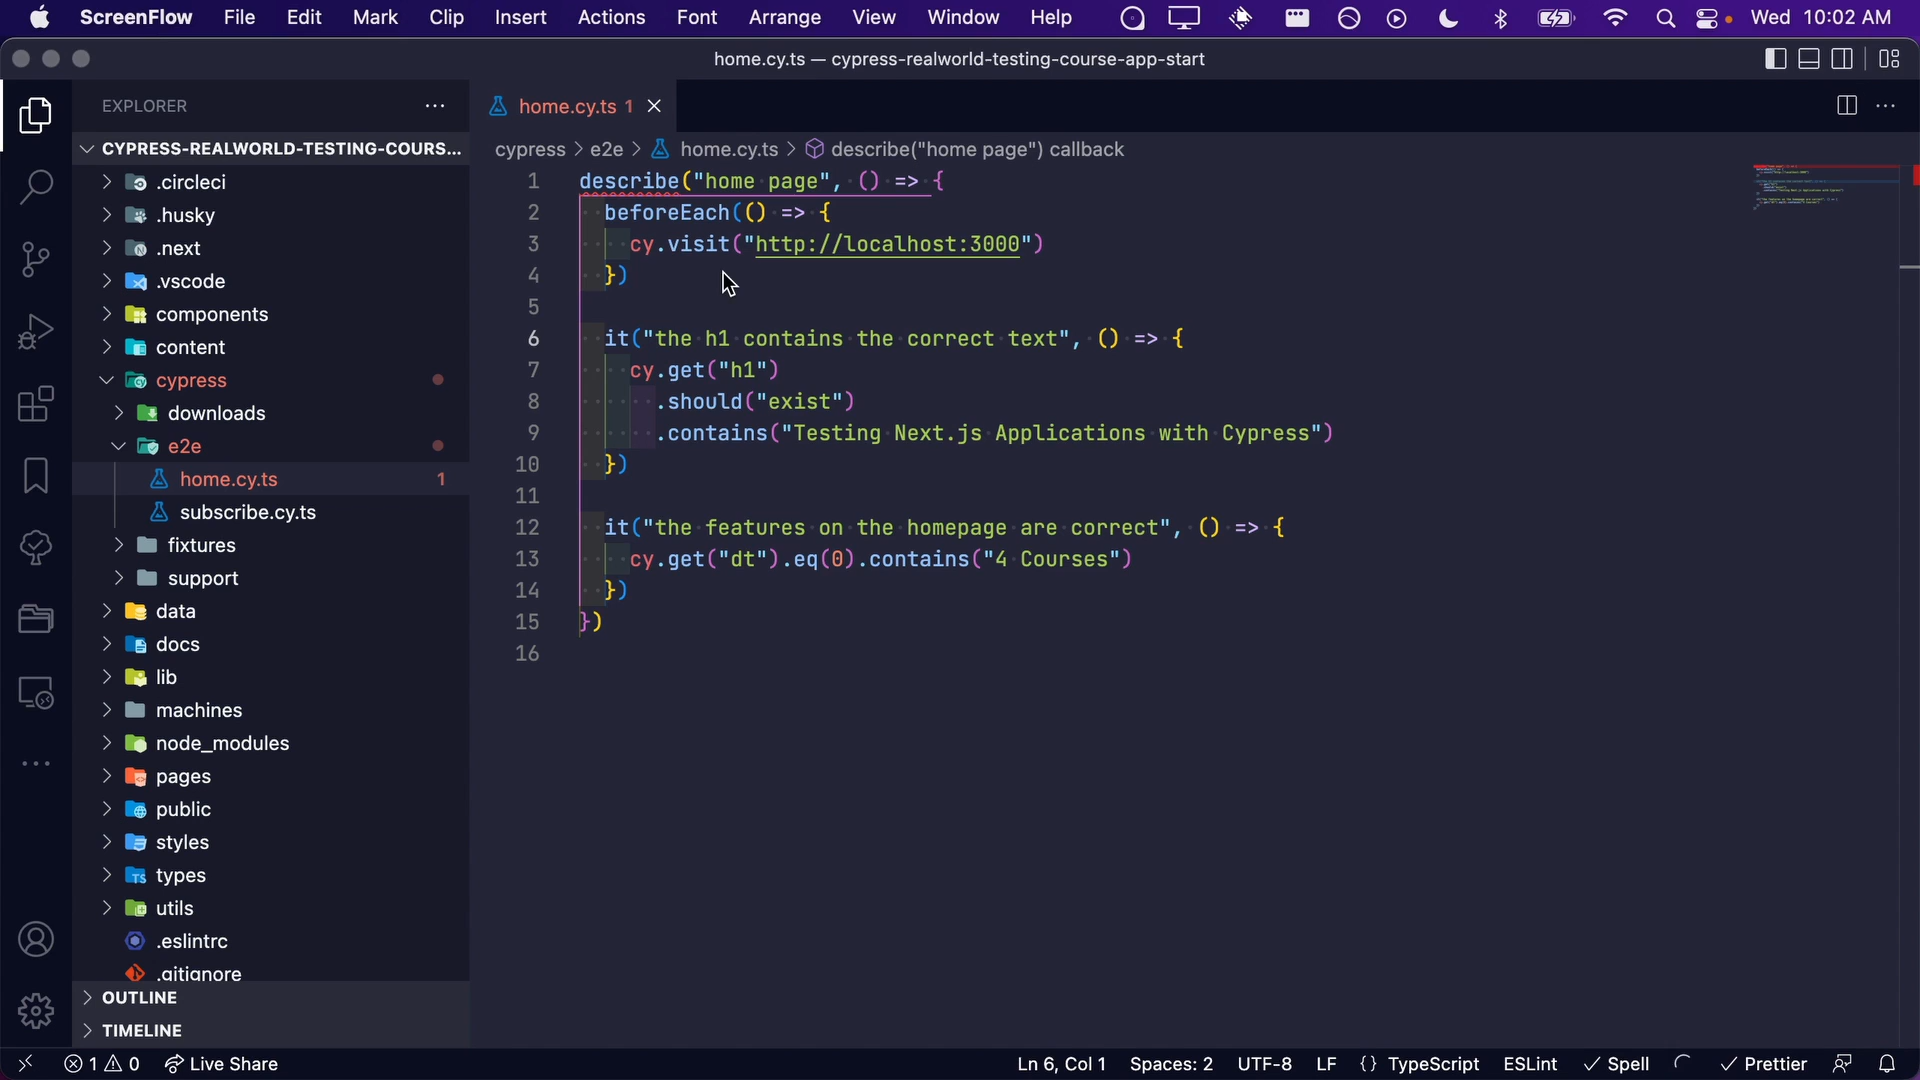 ScreenFlow File Edit Mark Clip Insert Actions Font Arrange View Window Help Wed 10:02 AM
home.cy.ts — cypress-realworld-testing-course-app-start
EXPLORER
home.cy.ts 1
CYPRESS-REALWORLD-TESTING-COURS...
cypress > e2e > home.cy.ts > describe("home page") callback
.circleci
.husky
.next
.vscode
components
content
cypress
downloads
e2e
home.cy.ts 1
subscribe.cy.ts
fixtures
support
data
docs
lib
machines
node_modules
pages
public
styles
types
utils
.eslintrc
.gitignore
OUTLINE
TIMELINE
1 describe("home page", () => {
2 beforeEach(() => {
3 cy.visit("http://localhost:3000")
4 })
5
6 it("the h1 contains the correct text", () => {
7 cy.get("h1")
8 .should("exist")
9 .contains("Testing Next.js Applications with Cypress")
10 })
11
12 it("the features on the homepage are correct", () => {
13 cy.get("dt").eq(0).contains("4 Courses")
14 })
15 })
16
1 0 Live Share Ln 6, Col 1 Spaces: 2 UTF-8 LF {} TypeScript ESLint Spell Prettier